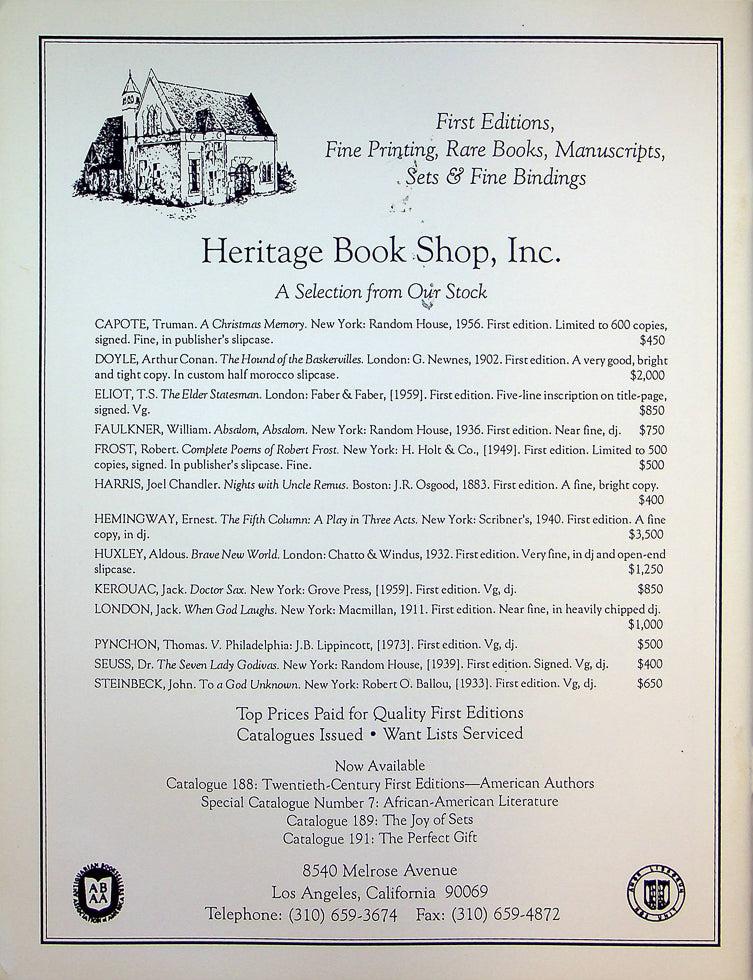 First Editions,
Fine Printing, Rare Books, Manuscripts,
Sets & Fine Bindings
Heritage Book Shop, Inc.
A Selection from Our Stock
CAPOTE, Truman. A Christmas Memory. New York: Random House, 1956. First edition. Limited to 600 copies,
signed. Fine, in publisher's slipcase. $450
DOYLE, Arthur Conan. The Hound of the Baskervilles. London: G. Newnes, 1902. First edition. A very good, bright
and tight copy. In custom half morocco slipcase. $2,000
ELIOT, T.S. The Elder Statesman. London: Faber & Faber, [1959]. First edition. Five-line inscription on title-page,
signed. Vg. $850
FAULKNER, William. Absalom, Absalom. New York: Random House, 1936. First edition. Near fine, dj. $750
FROST, Robert. Complete Poems of Robert Frost. New York: H. Holt & Co., [1949]. First edition. Limited to 500
copies, signed. In publisher's slipcase. Fine. $500
HARRIS, Joel Chandler. Nights with Uncle Remus. Boston: J.R. Osgood, 1883. First edition. A fine, bright copy.
$400
HEMINGWAY, Ernest. The Fifth Column: A Play in Three Acts. New York: Scribner's, 1940. First edition. A fine
copy, in dj. $3,500
HUXLEY, Aldous. Brave New World. London: Chatto & Windus, 1932. First edition. Very fine, in dj and open-end
slipcase. $1,250
KEROUAC, Jack. Doctor Sax. New York: Grove Press, [1959]. First edition. Vg, dj. $850
LONDON, Jack. When God Laughs. New York: Macmillan, 1911. First edition. Near fine, in heavily chipped dj.
$1,000
PYNCHON, Thomas. V. Philadelphia: J.B. Lippincott, [1973]. First edition. Vg, dj. $500
SEUSS, Dr. The Seven Lady Godivas. New York: Random House, [1939]. First edition. Signed. Vg, dj. $400
STEINBECK, John. To a God Unknown. New York: Robert O. Ballou, [1933]. First edition. Vg, dj. $650
Top Prices Paid for Quality First Editions
Catalogues Issued • Want Lists Serviced
Now Available
Catalogue 188: Twentieth-Century First Editions—American Authors
Special Catalogue Number 7: African-American Literature
Catalogue 189: The Joy of Sets
Catalogue 191: The Perfect Gift
8540 Melrose Avenue
Los Angeles, California 90069
Telephone: (310) 659-3674 Fax: (310) 659-4872
ANTIQUARIAN BOOKSELLERS
ASSOCIATION of AMERICA
AB
AA
AMOR LIBRORUM
NOS UNIT